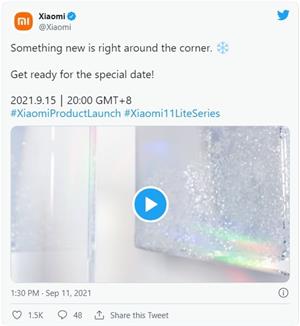 Xiaomi
@Xiaomi
Something new is right around the corner. ❄️
Get ready for the special date!
2021.9.15 | 20:00 GMT+8
#XiaomiProductLaunch #Xiaomi11LiteSeries
1:30 PM · Sep 11, 2021
1.5K 48 Share this Tweet